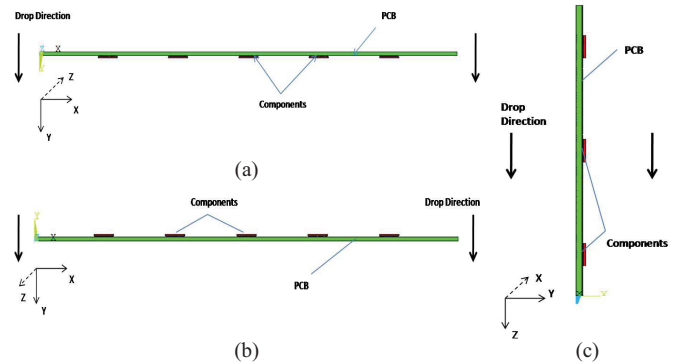 Drop Direction
PCB
X
Z
X
Y
Components
(a)
Components
Drop Direction
X
X
Z
Y
PCB
(b)
PCB
Drop
Direction
Components
X
Y
Z
X
Y
(c)